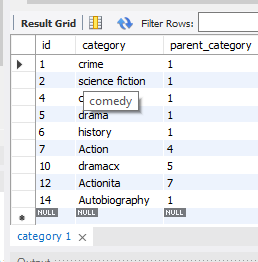 Result Grid Filter Rows:
id category parent_category
1 crime 1
2 science fiction 1
4 1
comedy
5 drama 1
6 history 1
7 Action 4
10 dramacx 5
12 Actionita 7
14 Autobiography 1
NULL NULL NULL
category 1